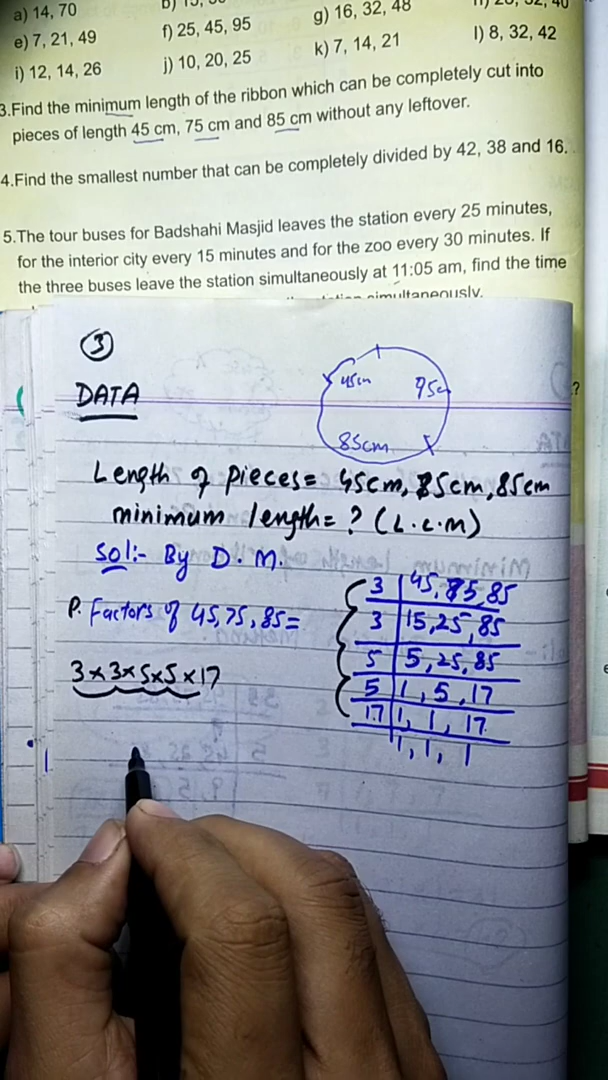 a) 14, 70
e) 7, 21, 49 f) 25, 45, 95 g) 16, 32, 48
i) 12, 14, 26 j) 10, 20, 25 k) 7, 14, 21 l) 8, 32, 42
3.Find the minimum length of the ribbon which can be completely cut into
pieces of length 45 cm, 75 cm and 85 cm without any leftover.
4.Find the smallest number that can be completely divided by 42, 38 and 16.
5.The tour buses for Badshahi Masjid leaves the station every 25 minutes,
for the interior city every 15 minutes and for the zoo every 30 minutes. If
the three buses leave the station simultaneously at 11:05 am, find the time
simultaneously.
3
DATA
45cm 75cm
85cm
Length of Pieces= 45cm, 75cm, 85cm
minimum length= ? (L.C.M)
Sol:- By D.M.
P. Factors of 45,75,85=
3×3×5×5×17
3 45,75,85
3 15,25,85
5 5,25,85
5 1,5,17
17 1,1,17
1,1,1